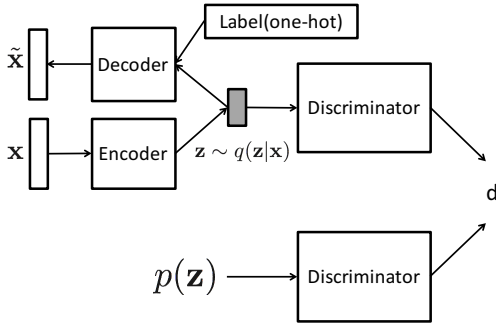 Label(one-hot)
x̃
Decoder
Discriminator
x
Encoder
z ∼ q(z|x)
d
p(z)
Discriminator